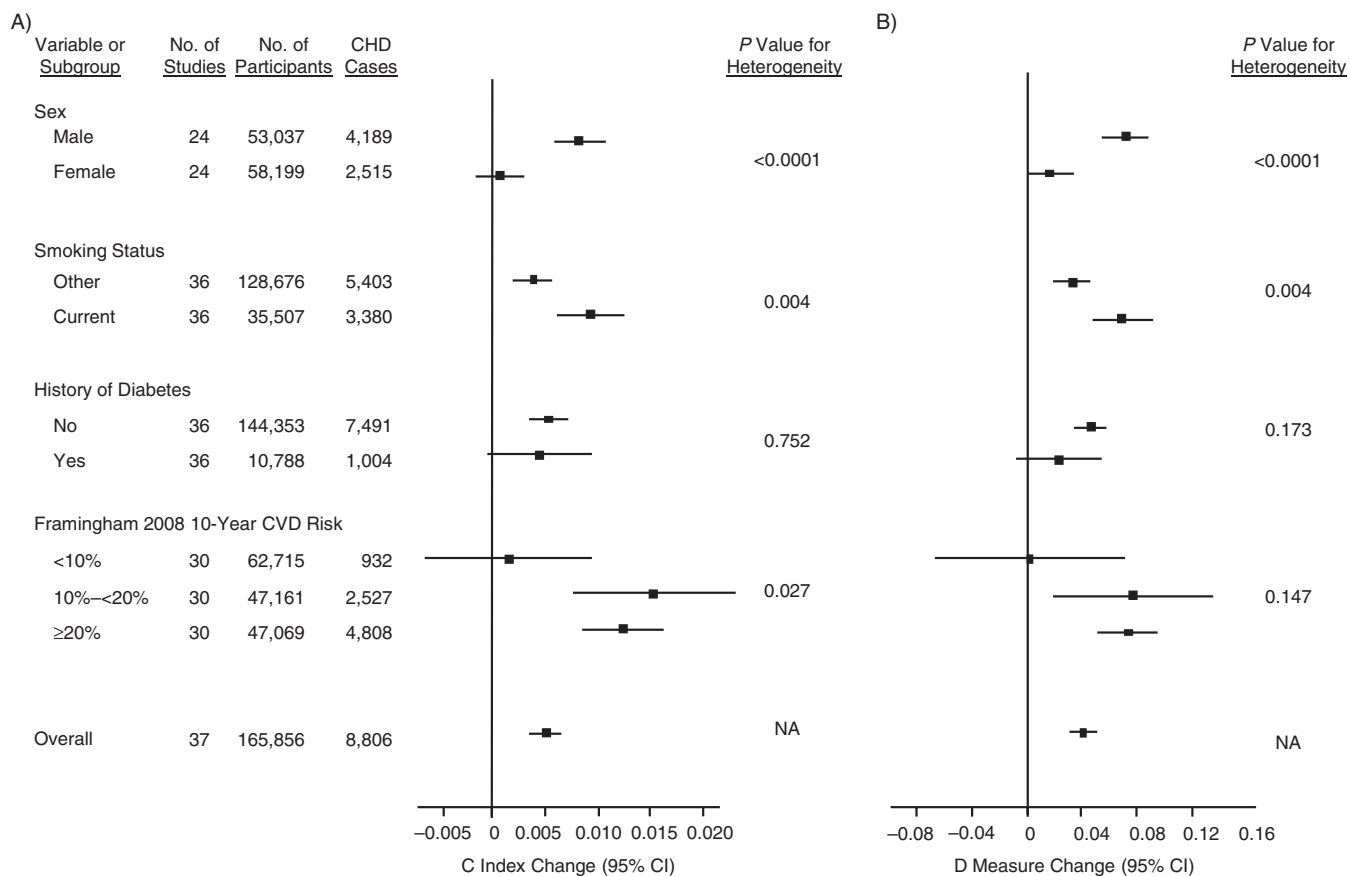 A)
Variable or Subgroup No. of Studies No. of Participants CHD Cases P Value for Heterogeneity
Sex
Male 24 53,037 4,189
Female 24 58,199 2,515
<0.0001
Smoking Status
Other 36 128,676 5,403
Current 36 35,507 3,380
0.004
History of Diabetes
No 36 144,353 7,491
Yes 36 10,788 1,004
0.752
Framingham 2008 10-Year CVD Risk
<10% 30 62,715 932
10%–<20% 30 47,161 2,527
≥20% 30 47,069 4,808
0.027
Overall 37 165,856 8,806
NA
−0.005 0 0.005 0.010 0.015 0.020
C Index Change (95% CI)
B)
P Value for Heterogeneity
<0.0001
0.004
0.173
0.147
NA
−0.08 −0.04 0 0.04 0.08 0.12 0.16
D Measure Change (95% CI)